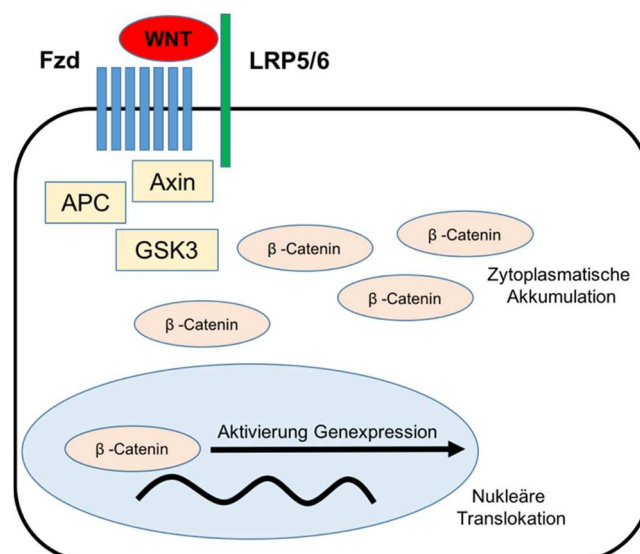 WNT
Fzd
LRP5/6
Axin
APC
GSK3
β -Catenin
β -Catenin
β -Catenin
Zytoplasmatische
Akkumulation
β -Catenin
Aktivierung Genexpression
β -Catenin
Nukleäre
Translokation